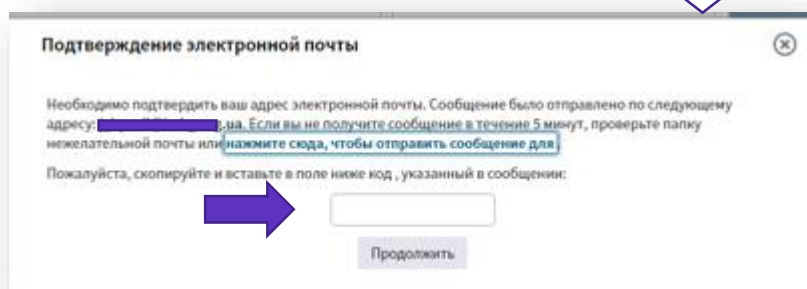 Подтверждение электронной почты
Необходимо подтвердить ваш адрес электронной почты. Сообщение было отправлено по следующему
адресу: .ua. Если вы не получите сообщение в течение 5 минут, проверьте папку
нежелательной почты или нажмите сюда, чтобы отправить сообщение для .
Пожалуйста, скопируйте и вставьте в поле ниже код , указанный в сообщении:
Продолжить